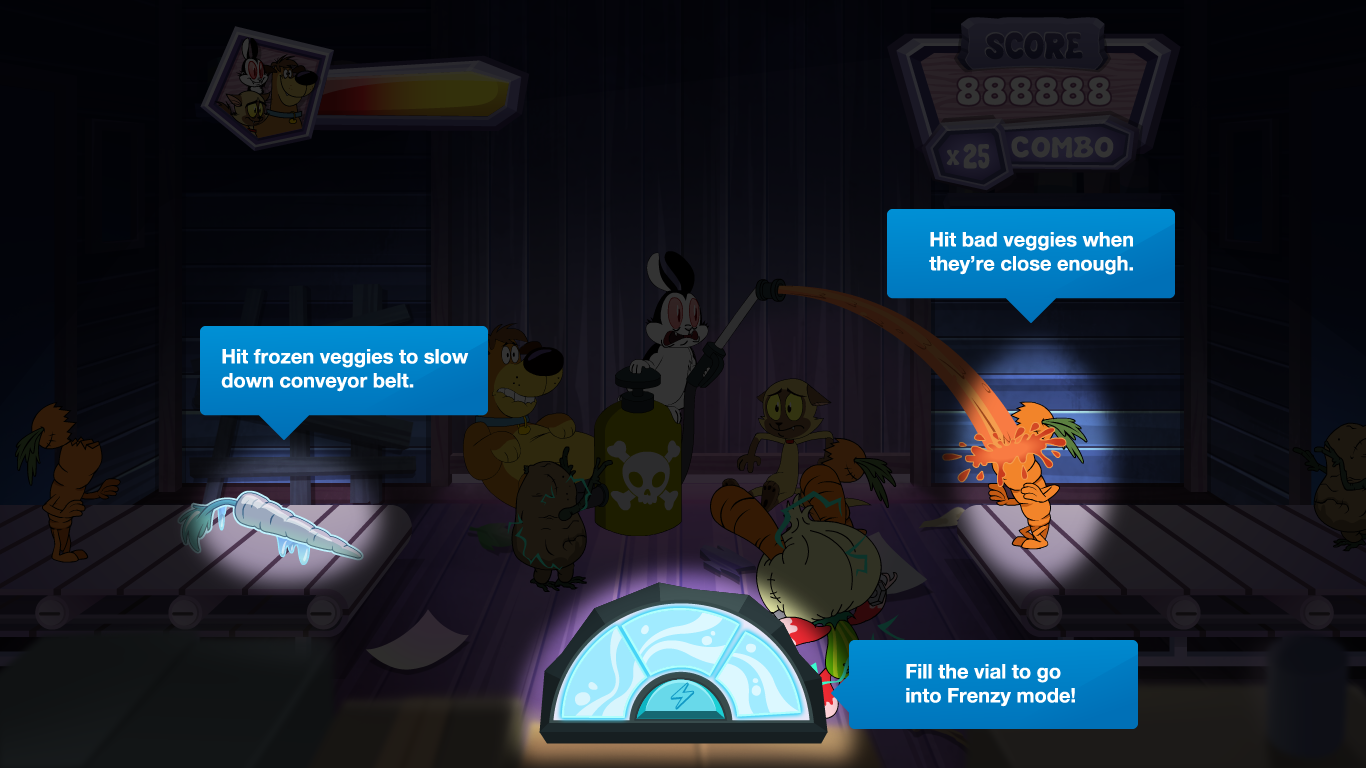 SCORE
888888
x 25 COMBO
Hit bad veggies when
they're close enough.
Hit frozen veggies to slow
down conveyor belt.
Fill the vial to go
into Frenzy mode!